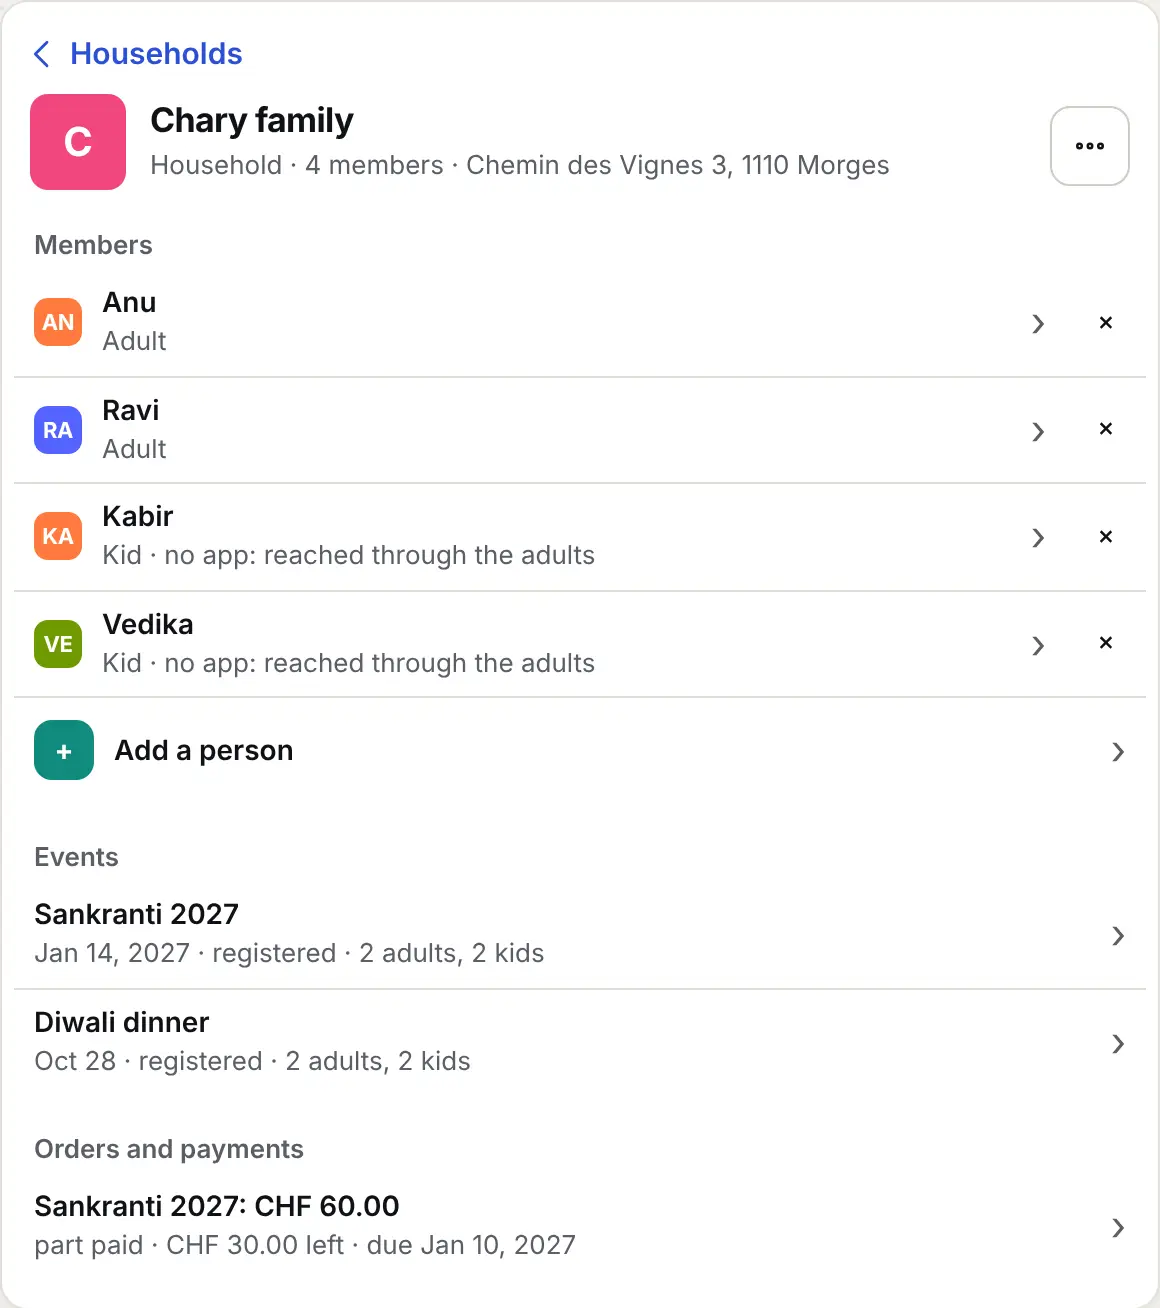 Households
C
Chary family
Household · 4 members · Chemin des Vignes 3, 1110 Morges
Members
AN
Anu
Adult
RA
Ravi
Adult
KA
Kabir
Kid · no app: reached through the adults
VE
Vedika
Kid · no app: reached through the adults
+ Add a person
Events
Sankranti 2027
Jan 14, 2027 · registered · 2 adults, 2 kids
Diwali dinner
Oct 28 · registered · 2 adults, 2 kids
Orders and payments
Sankranti 2027: CHF 60.00
part paid · CHF 30.00 left · due Jan 10, 2027